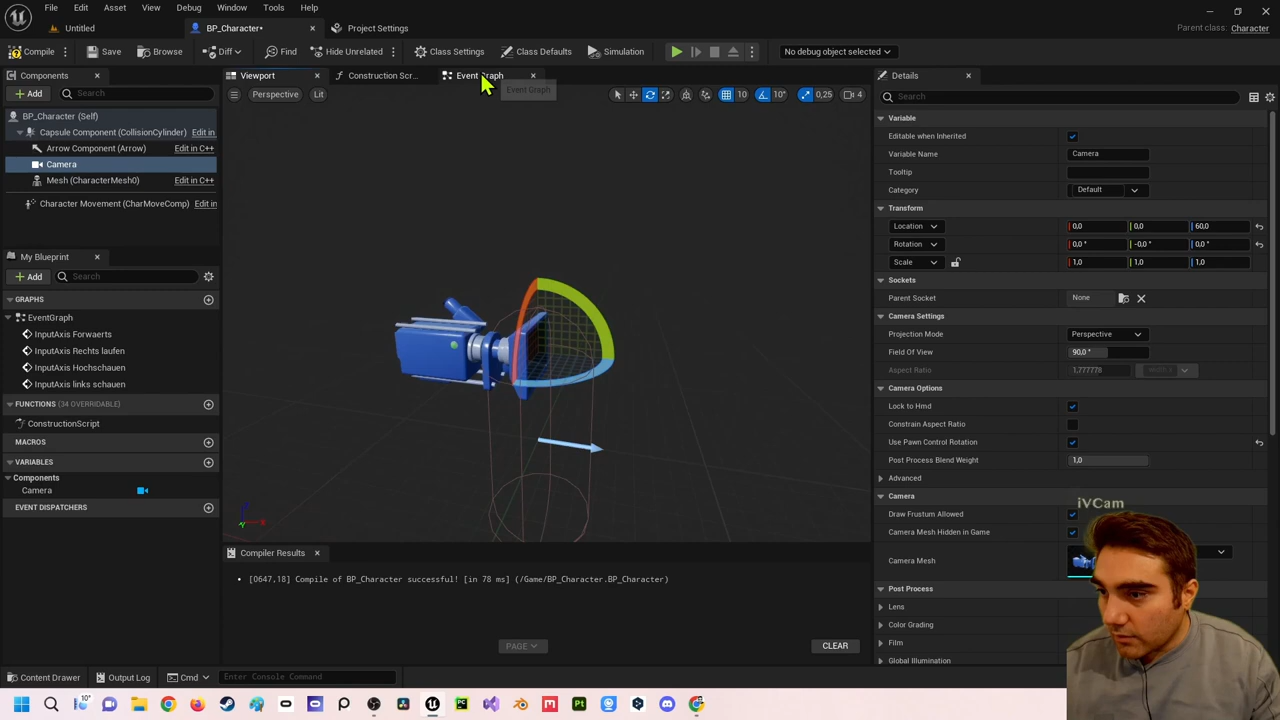 File Edit Asset View Debug Window Tools Help
Parent class: Character
Untitled
BP_Character*
Project Settings
Compile
Save
Browse
Diff
Find
Hide Unrelated
Class Settings
Class Defaults
Simulation
No debug object selected
Components
Add
Search
BP_Character (Self)
Capsule Component (CollisionCylinder) Edit in
Arrow Component (Arrow) Edit in C++
Camera
Mesh (CharacterMesh0) Edit in C++
Character Movement (CharMoveComp) Edit in
My Blueprint
Add
Search
GRAPHS
EventGraph
InputAxis Forwaerts
InputAxis Rechts laufen
InputAxis Hochschauen
InputAxis links schauen
FUNCTIONS (34 OVERRIDABLE)
ConstructionScript
MACROS
VARIABLES
Components
Camera
EVENT DISPATCHERS
Viewport
Construction Scr...
Event Graph
Event Graph
Perspective
Lit
10
10°
0,25
4
Compiler Results
[0647,18] Compile of BP_Character successful! [in 78 ms] (/Game/BP_Character.BP_Character)
PAGE
CLEAR
Details
Search
Variable
Editable when Inherited
Variable Name Camera
Tooltip
Category Default
Transform
Location 0,0 0,0 60,0
Rotation 0,0 ° -0,0 ° 0,0 °
Scale 1,0 1,0 1,0
Sockets
Parent Socket None
Camera Settings
Projection Mode Perspective
Field Of View 90,0 °
Aspect Ratio 1,777778
Camera Options
Lock to Hmd
Constrain Aspect Ratio
Use Pawn Control Rotation
Post Process Blend Weight 1,0
Advanced
Camera
iVCam
Draw Frustum Allowed
Camera Mesh Hidden in Game
Camera Mesh
Post Process
Lens
Color Grading
Film
Global Illumination
Content Drawer
Output Log
Cmd
Enter Console Command